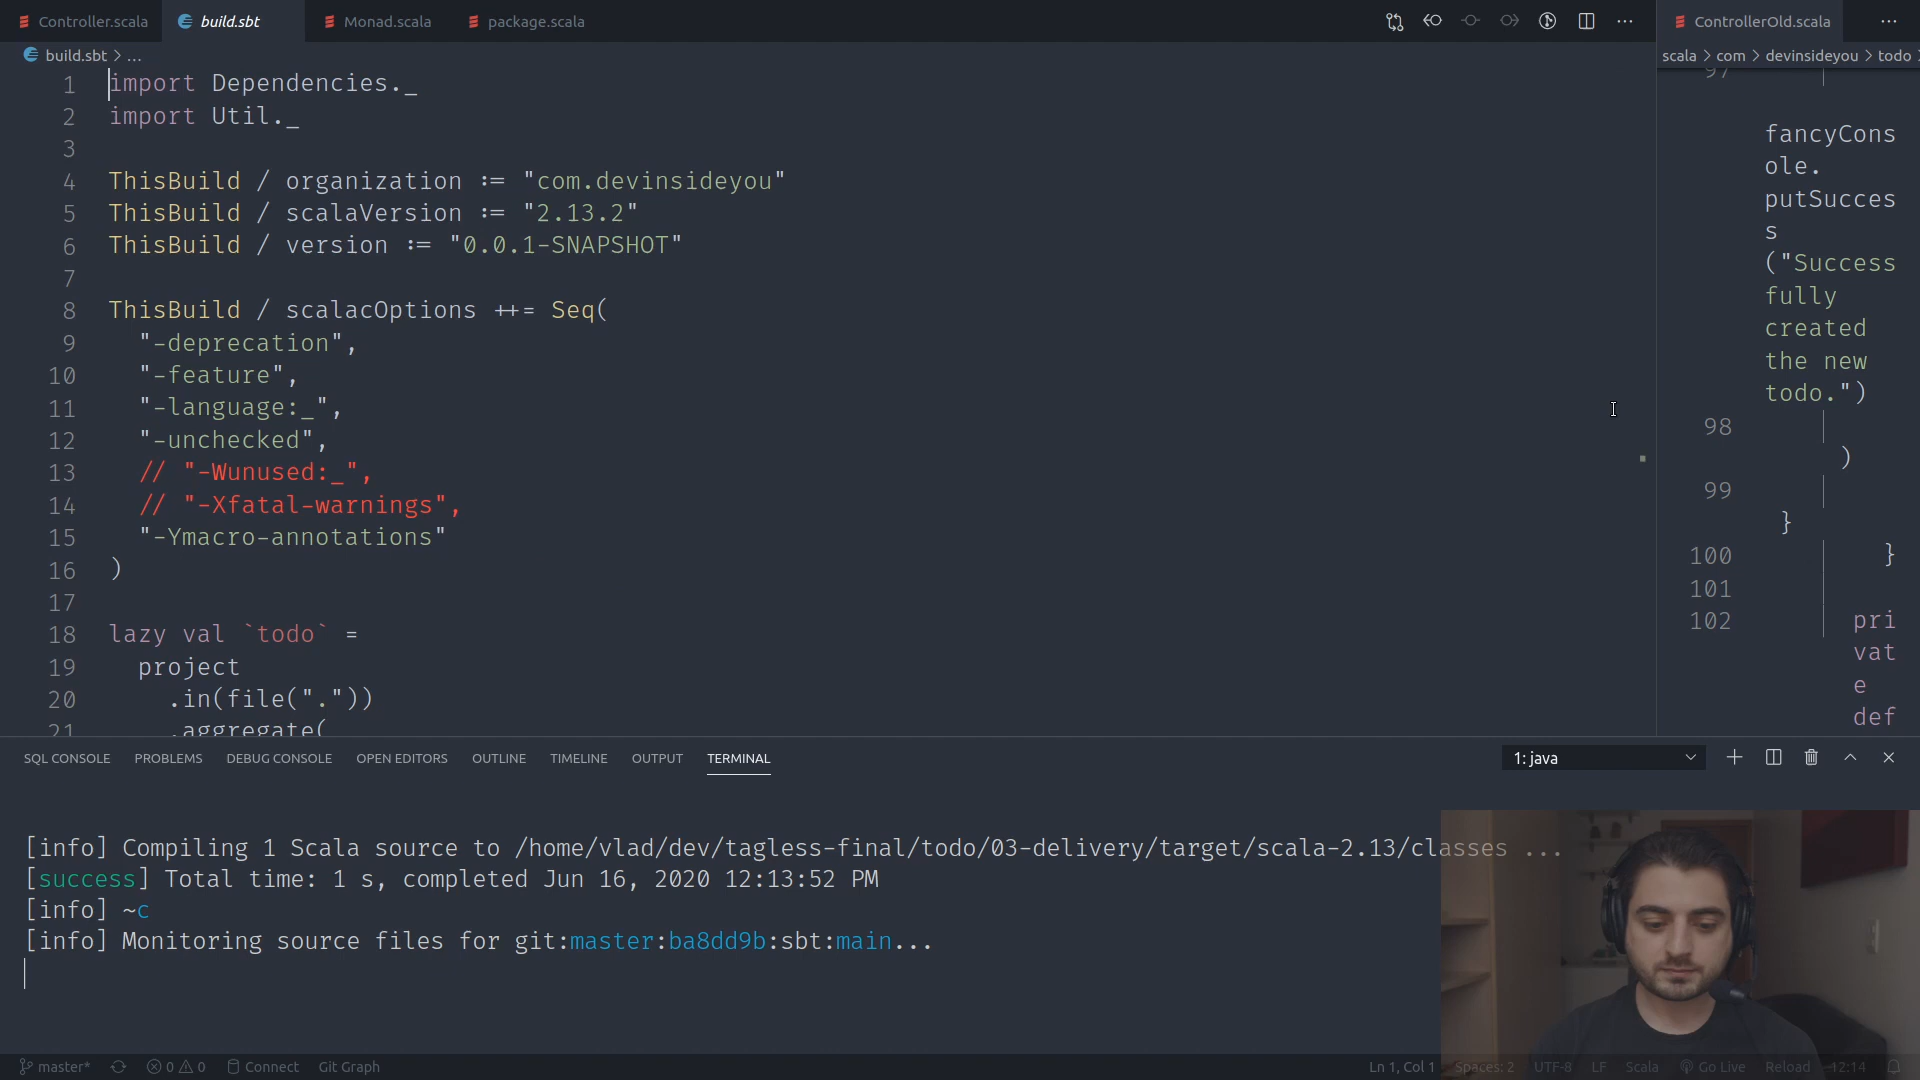 Controller.scala
build.sbt
Monad.scala
package.scala
ControllerOld.scala
build.sbt > ...
scala > com > devinsideyou > todo >
1 import Dependencies._
2 import Util._
3
4 ThisBuild / organization := "com.devinsideyou"
5 ThisBuild / scalaVersion := "2.13.2"
6 ThisBuild / version := "0.0.1-SNAPSHOT"
7
8 ThisBuild / scalacOptions ++= Seq(
9 "-deprecation",
10 "-feature",
11 "-language:_",
12 "-unchecked",
13 // "-Wunused:_",
14 // "-Xfatal-warnings",
15 "-Ymacro-annotations"
16 )
17
18 lazy val `todo` =
19 project
20 .in(file("."))
21 .aggregate(
97
fancyCons
ole.
putSucces
s
("Success
fully
created
the new
todo.")
98
)
99
}
100 }
101
102 pri
vat
e
def
SQL CONSOLE
PROBLEMS
DEBUG CONSOLE
OPEN EDITORS
OUTLINE
TIMELINE
OUTPUT
TERMINAL
1: java
[info] Compiling 1 Scala source to /home/vlad/dev/tagless-final/todo/03-delivery/target/scala-2.13/classes ...
[success] Total time: 1 s, completed Jun 16, 2020 12:13:52 PM
[info] ~c
[info] Monitoring source files for git:master:ba8dd9b:sbt:main...
master*
0
0
Connect
Git Graph
Ln 1, Col 1
Spaces: 2
UTF-8
LF
Scala
Go Live
Reload
12:14